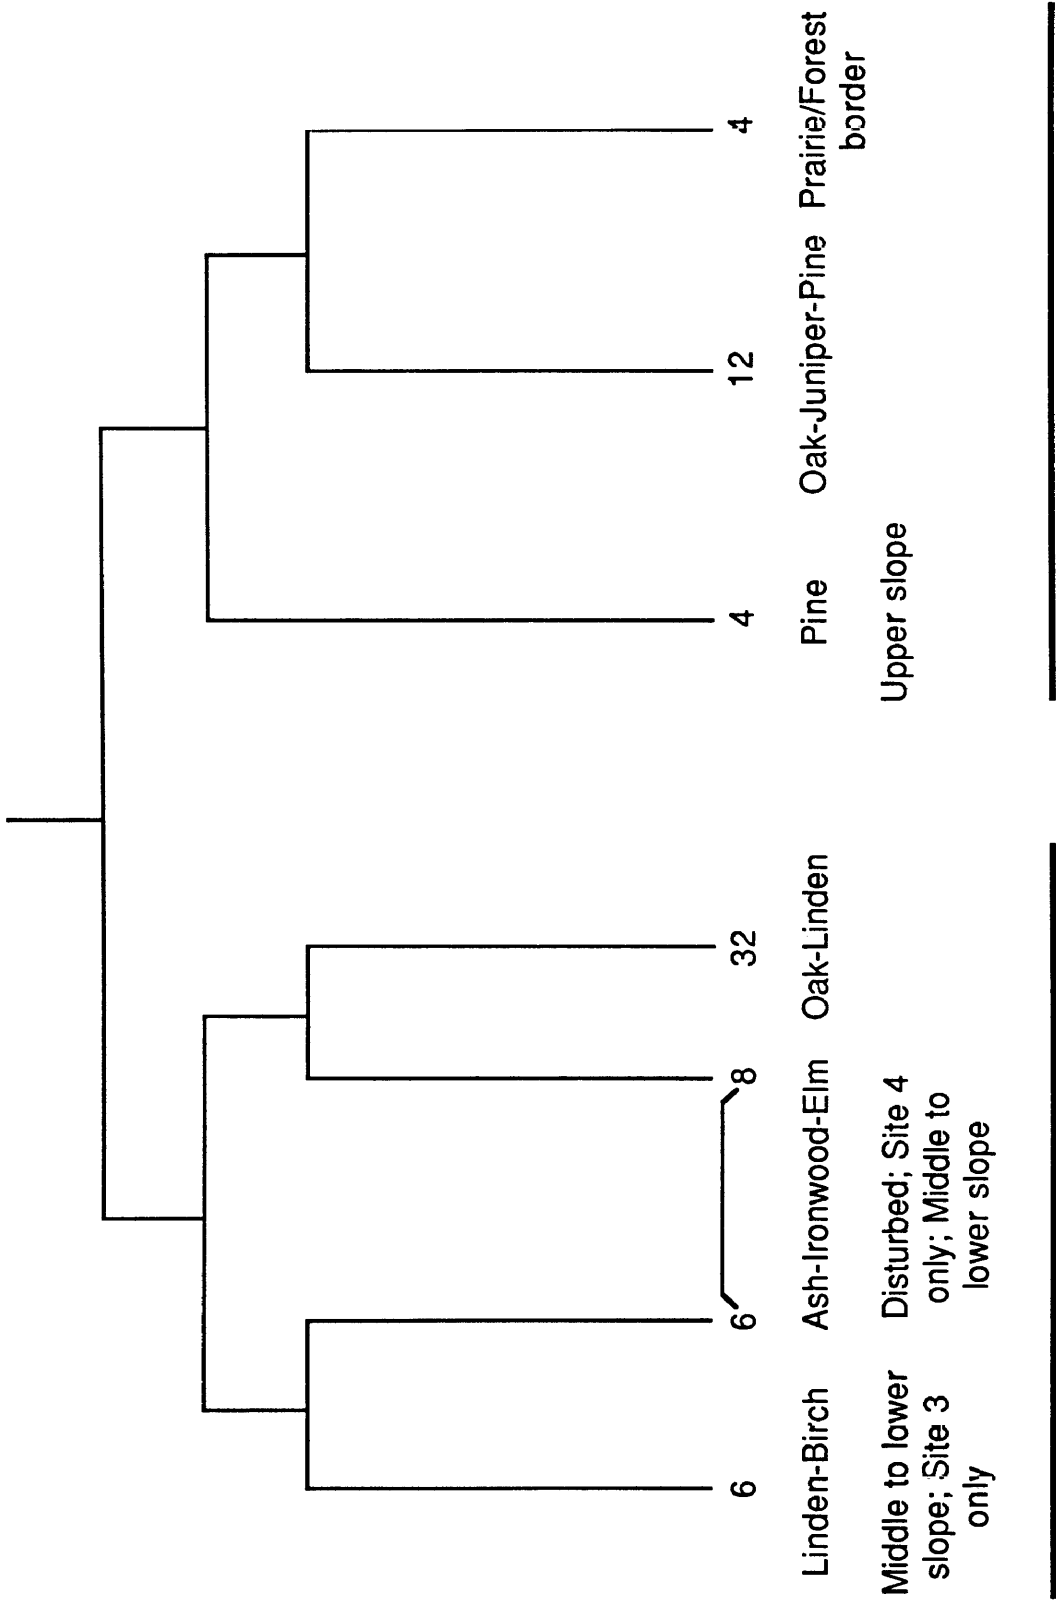 6 6 8 32 4 12 4
Linden-Birch Ash-Ironwood-Elm Oak-Linden Pine Oak-Juniper-Pine Prairie/Forest
border
Middle to lower
slope; Site 3
only
Disturbed; Site 4
only; Middle to
lower slope
Upper slope